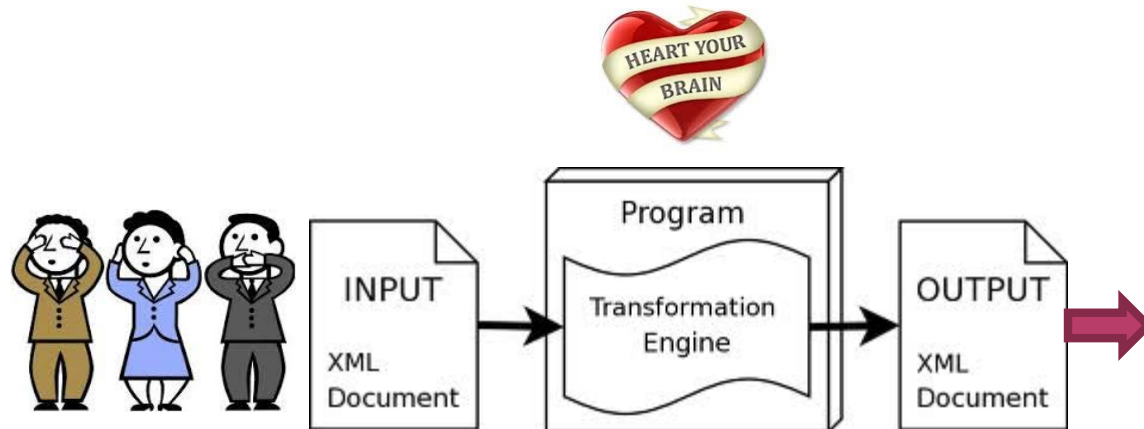 HEART YOUR
BRAIN
INPUT
XML
Document
Program
Transformation
Engine
OUTPUT
XML
Document